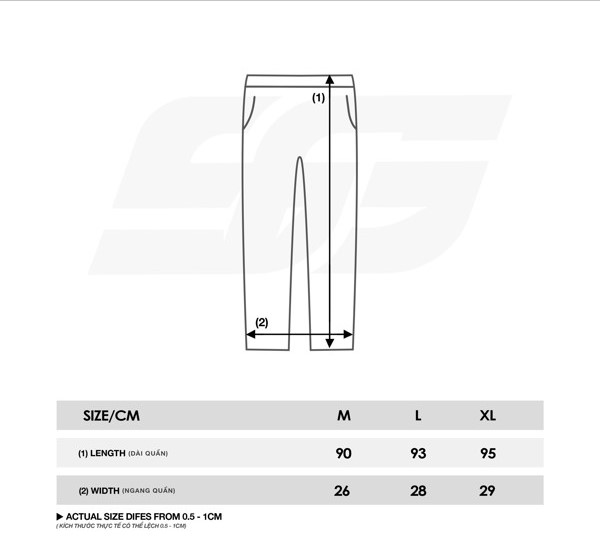 (1)
(2)
SIZE/CM M L XL
(1) LENGTH (DÀI QUẦN) 90 93 95
(2) WIDTH (NGANG QUẦN) 26 28 29
▶ ACTUAL SIZE DIFES FROM 0.5 - 1CM
( KÍCH THƯỚC THỰC TẾ CÓ THỂ LỆCH 0.5 - 1CM)